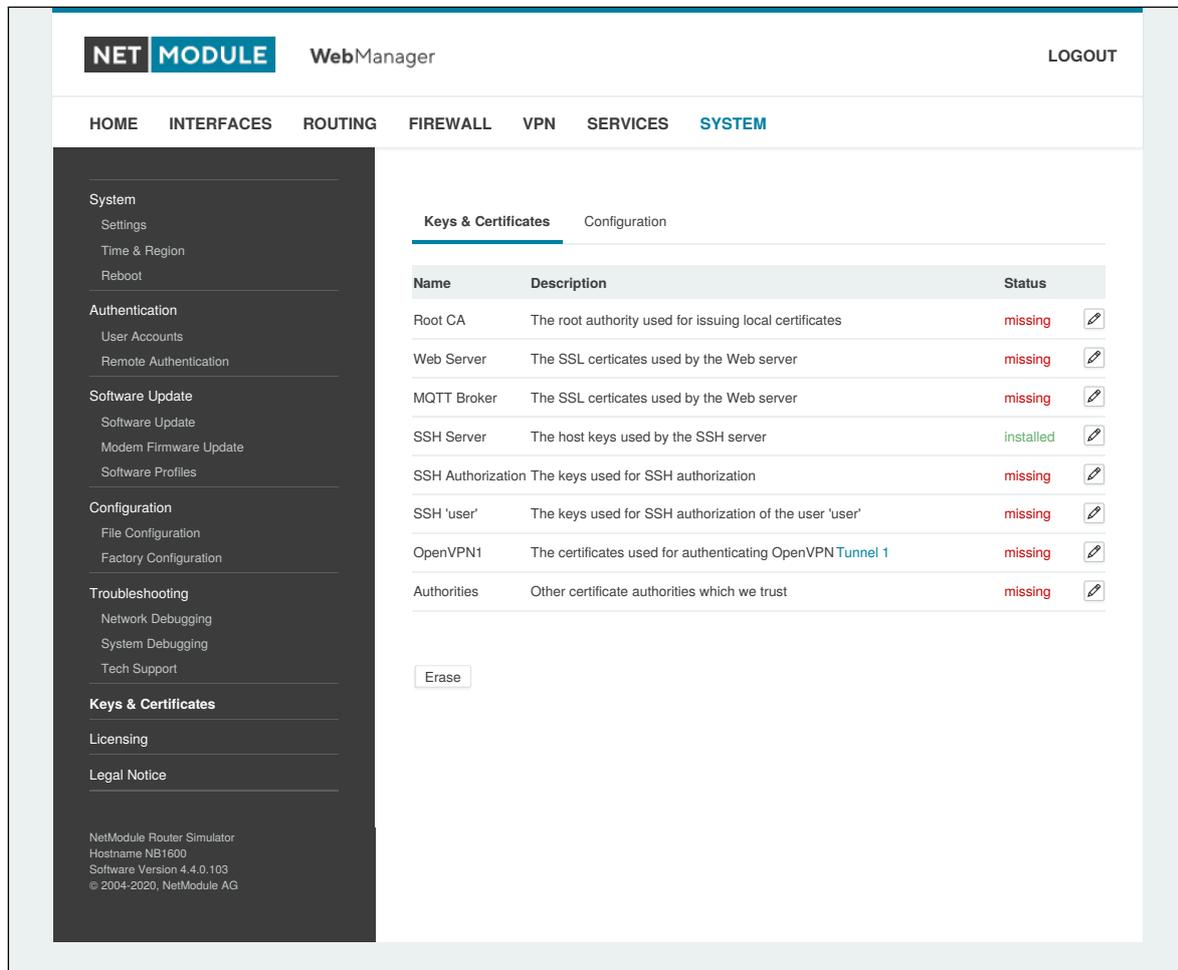 NET MODULE WebManager LOGOUT
HOME INTERFACES ROUTING FIREWALL VPN SERVICES SYSTEM
System
Settings
Time & Region
Reboot
Authentication
User Accounts
Remote Authentication
Software Update
Software Update
Modem Firmware Update
Software Profiles
Configuration
File Configuration
Factory Configuration
Troubleshooting
Network Debugging
System Debugging
Tech Support
Keys & Certificates
Licensing
Legal Notice
NetModule Router Simulator
Hostname NB1600
Software Version 4.4.0.103
© 2004-2020, NetModule AG
Keys & Certificates Configuration
Name Description Status
Root CA The root authority used for issuing local certificates missing
Web Server The SSL certicates used by the Web server missing
MQTT Broker The SSL certicates used by the Web server missing
SSH Server The host keys used by the SSH server installed
SSH Authorization The keys used for SSH authorization missing
SSH 'user' The keys used for SSH authorization of the user 'user' missing
OpenVPN1 The certificates used for authenticating OpenVPN Tunnel 1 missing
Authorities Other certificate authorities which we trust missing
Erase